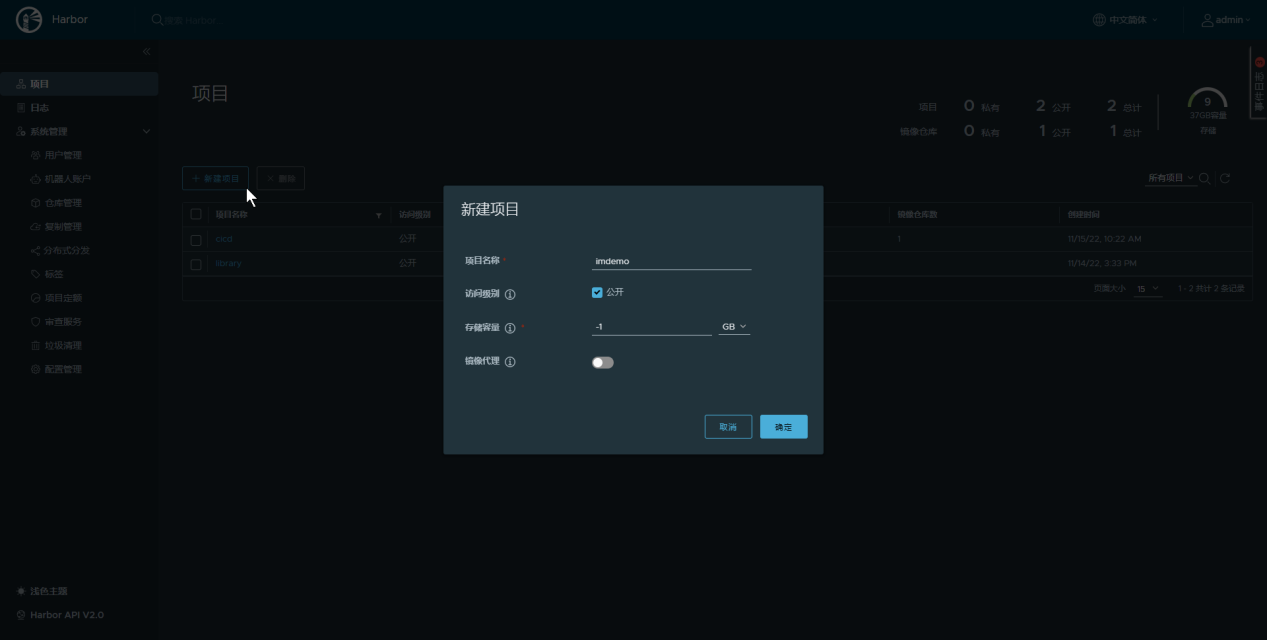 Harbor
搜索 Harbor...
中文简体
admin
项目
日志
系统管理
用户管理
机器人账户
仓库管理
复制管理
分布式分发
标签
项目定额
审查服务
垃圾清理
配置管理
浅色主题
Harbor API V2.0
项目
项目 0 私有 2 公开 2 总计
镜像仓库 0 私有 1 公开 1 总计
9
37GB容量
存储
+ 新建项目
× 删除
所有项目
项目名称 访问级别 镜像仓库数 创建时间
cicd 公开 1 11/15/22, 10:22 AM
library 公开 11/14/22, 3:33 PM
页面大小 15 1 - 2 共计 2 条记录
新建项目
项目名称 *
imdemo
访问级别
公开
存储容量 *
-1 GB
镜像代理
取消
确定